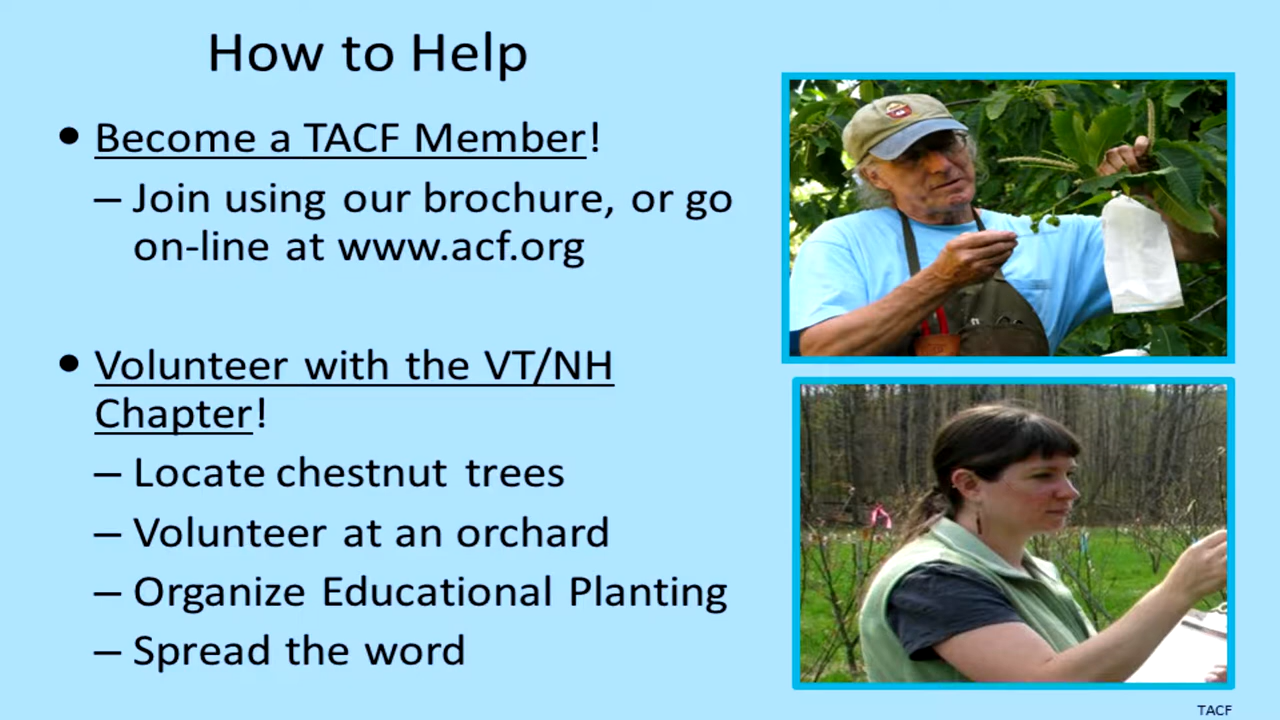 How to Help
• Become a TACF Member!
– Join using our brochure, or go
on-line at www.acf.org
• Volunteer with the VT/NH
Chapter!
– Locate chestnut trees
– Volunteer at an orchard
– Organize Educational Planting
– Spread the word
TACF